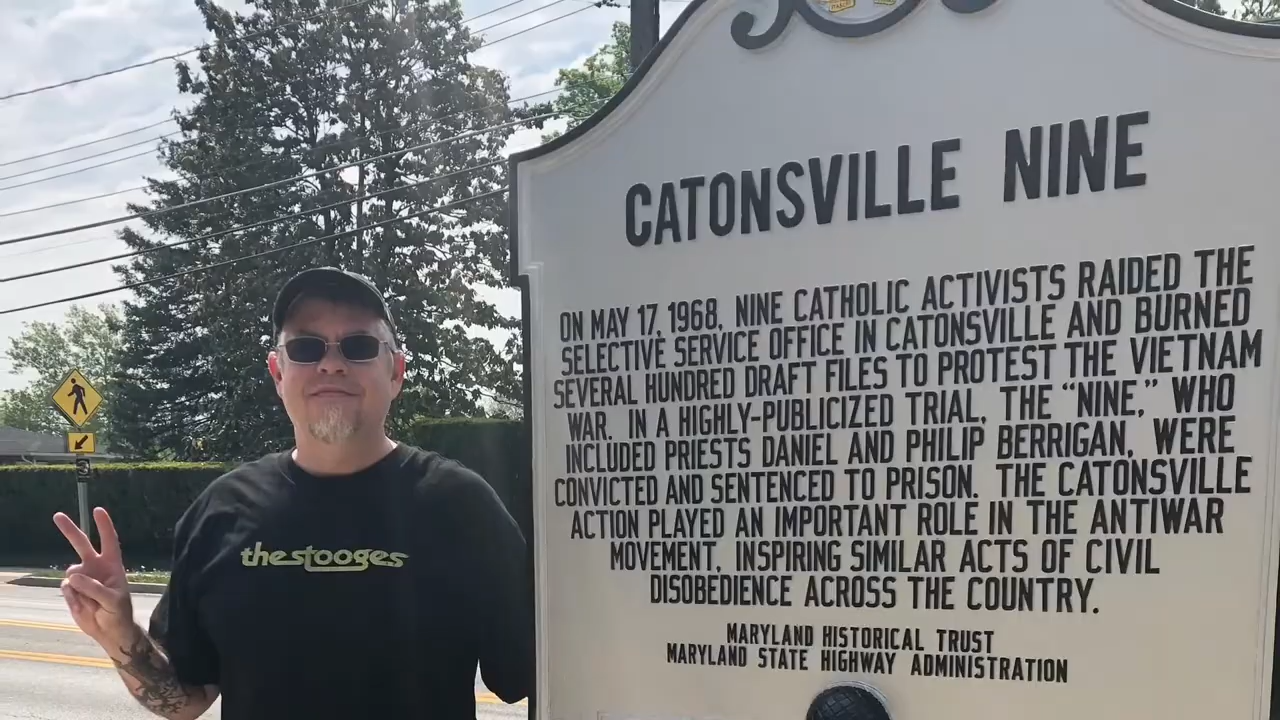 CATONSVILLE NINE
ON MAY 17, 1968, NINE CATHOLIC ACTIVISTS RAIDED THE
SELECTIVE SERVICE OFFICE IN CATONSVILLE AND BURNED
SEVERAL HUNDRED DRAFT FILES TO PROTEST THE VIETNAM
WAR. IN A HIGHLY-PUBLICIZED TRIAL, THE “NINE,” WHO
INCLUDED PRIESTS DANIEL AND PHILIP BERRIGAN, WERE
CONVICTED AND SENTENCED TO PRISON. THE CATONSVILLE
ACTION PLAYED AN IMPORTANT ROLE IN THE ANTIWAR
MOVEMENT, INSPIRING SIMILAR ACTS OF CIVIL
DISOBEDIENCE ACROSS THE COUNTRY.
MARYLAND HISTORICAL TRUST
MARYLAND STATE HIGHWAY ADMINISTRATION
the stooges